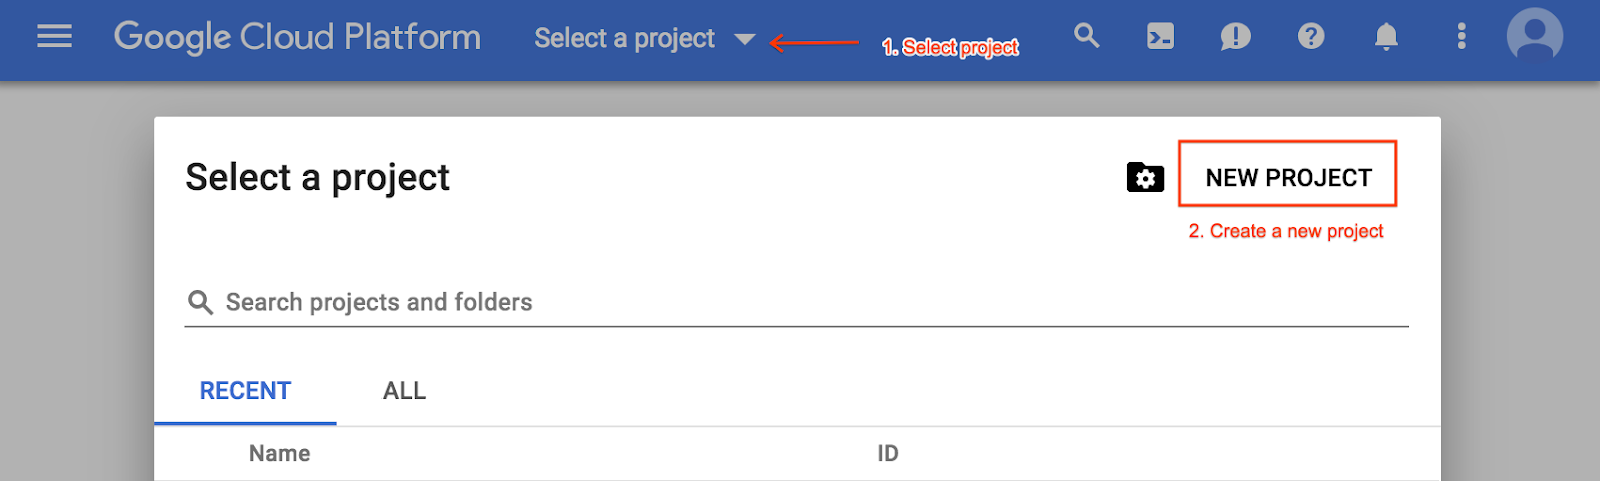 Google Cloud Platform
Select a project
1. Select project
Select a project
NEW PROJECT
2. Create a new project
Search projects and folders
RECENT
ALL
Name
ID